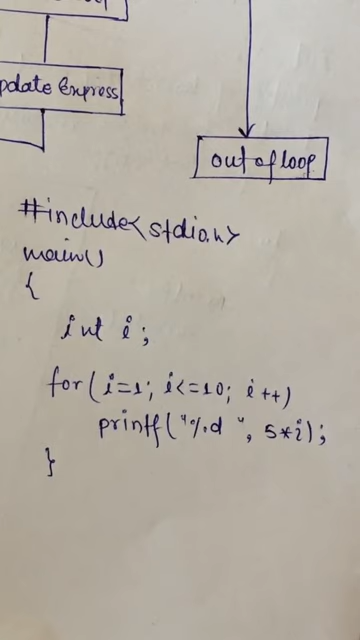 pdate Express
out of loop
#include<stdio.h>
main()
{
int i;
for(i=1; i<=10; i++)
printf("%d ", 5*i);
}